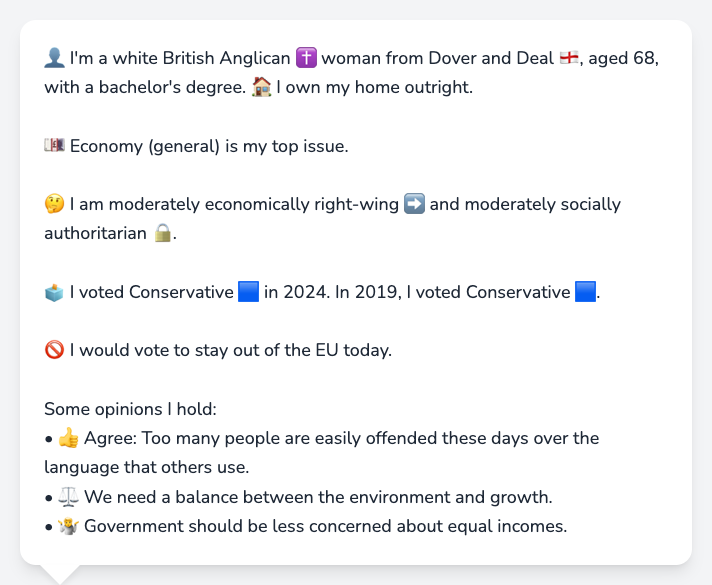 👤 I'm a white British Anglican ✝️ woman from Dover and Deal 🏴󠁧󠁢󠁥󠁮󠁧󠁿, aged 68,
with a bachelor's degree. 🏠 I own my home outright.
💷 Economy (general) is my top issue.
🤔 I am moderately economically right-wing ➡️ and moderately socially
authoritarian 🔒.
🗳️ I voted Conservative 🟦 in 2024. In 2019, I voted Conservative 🟦.
🚫 I would vote to stay out of the EU today.
Some opinions I hold:
• 👍 Agree: Too many people are easily offended these days over the
language that others use.
• ⚖️ We need a balance between the environment and growth.
• 🤷 Government should be less concerned about equal incomes.